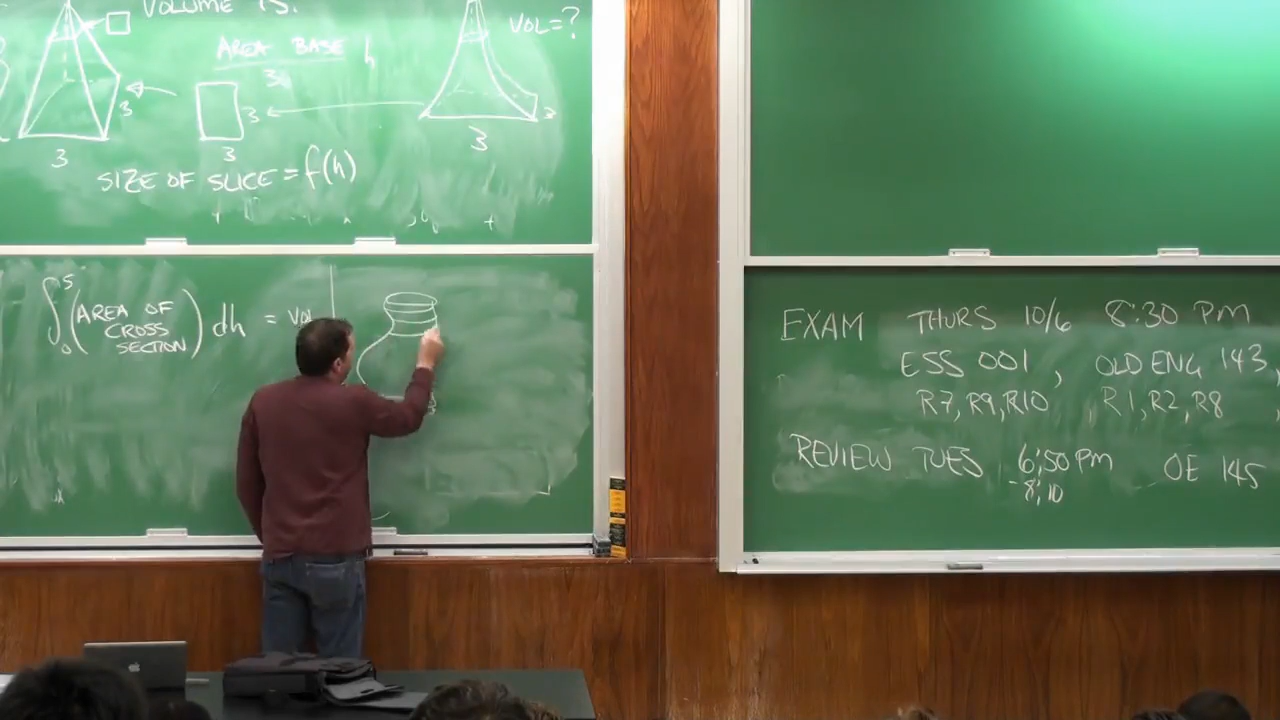 VOLUME IS:
VOL=?
AREA BASE h
3
3
3
3
3
3
3
SIZE OF SLICE = f(h)
∫₀⁵ (AREA OF CROSS SECTION) dh = VOL
EXAM THURS 10/6 8:30 PM
ESS 001, OLD ENG 143,
R7, R9, R10 R1, R2, R8
REVIEW TUES 6:50 PM OE 145
-8:10